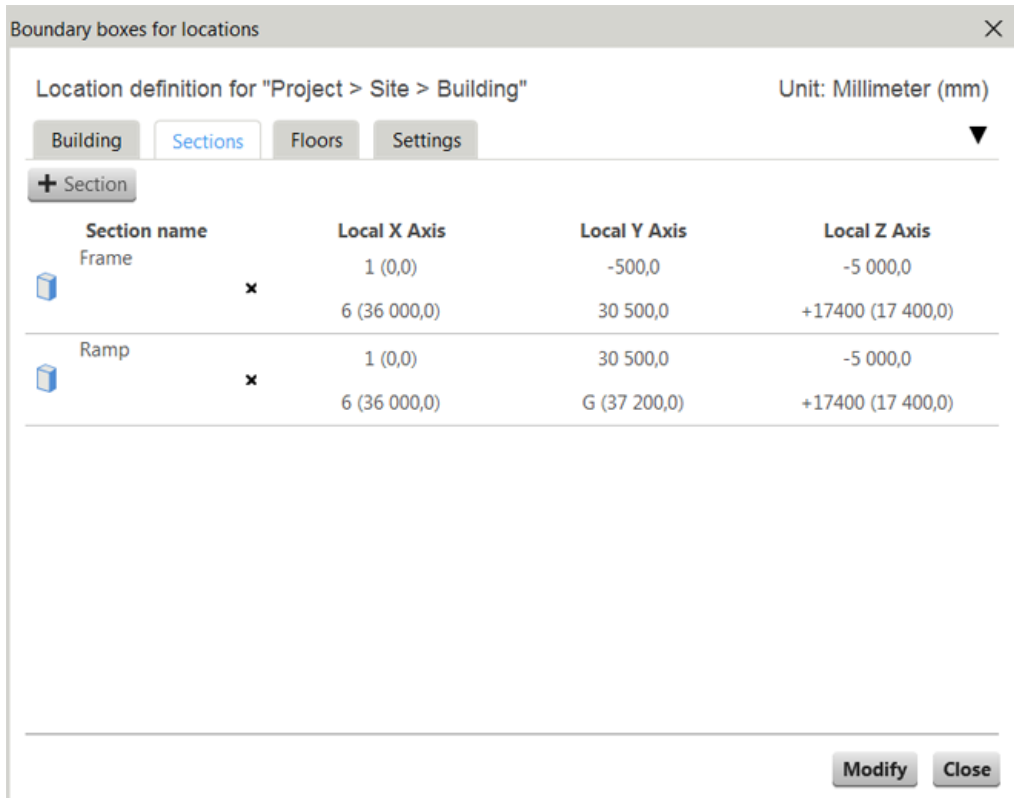 Boundary boxes for locations
Location definition for "Project > Site > Building" Unit: Millimeter (mm)
Building Sections Floors Settings
+ Section
Section name Local X Axis Local Y Axis Local Z Axis
Frame 1 (0,0) -500,0 -5 000,0
6 (36 000,0) 30 500,0 +17400 (17 400,0)
Ramp 1 (0,0) 30 500,0 -5 000,0
6 (36 000,0) G (37 200,0) +17400 (17 400,0)
Modify Close